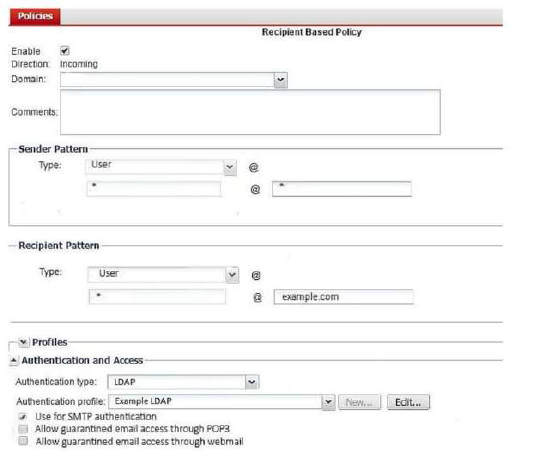 Policies
Recipient Based Policy
Enable
Direction: Incoming
Domain:
Comments:
Sender Pattern
Type: User @
* @ *
Recipient Pattern
Type: User @
* @ example.com
Profiles
Authentication and Access
Authentication type: LDAP
Authentication profile: Example LDAP New... Edit...
Use for SMTP authentication
Allow guarantined email access through POP3
Allow guarantined email access through webmail